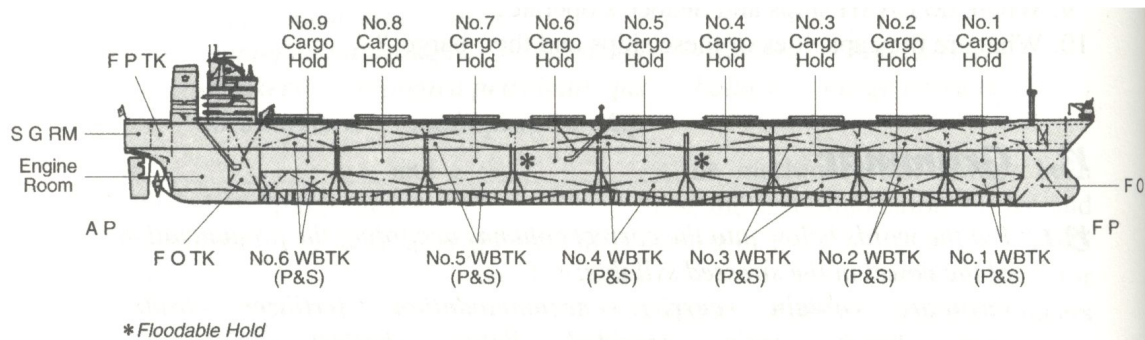 No.9 Cargo Hold
No.8 Cargo Hold
No.7 Cargo Hold
No.6 Cargo Hold
No.5 Cargo Hold
No.4 Cargo Hold
No.3 Cargo Hold
No.2 Cargo Hold
No.1 Cargo Hold
F P TK
S G RM
Engine Room
A P
F O TK
No.6 WBTK (P&S)
No.5 WBTK (P&S)
No.4 WBTK (P&S)
No.3 WBTK (P&S)
No.2 WBTK (P&S)
No.1 WBTK (P&S)
F P
F O
* *
*Floodable Hold